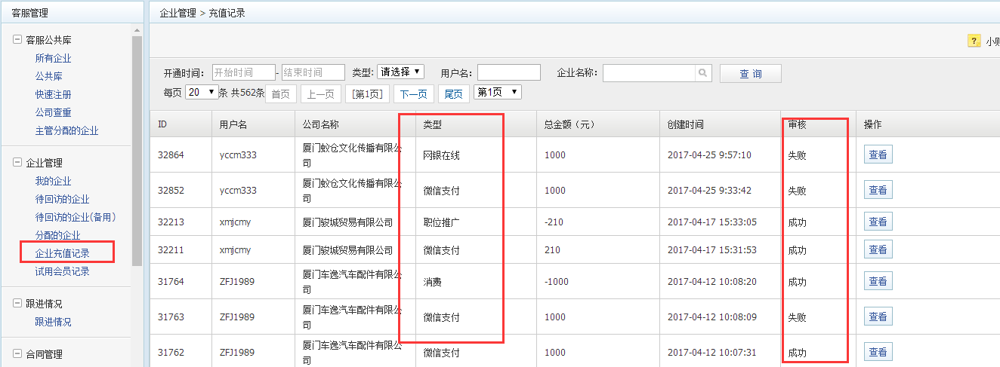 客服管理
客服公共库
所有企业
公共库
快速注册
公司查重
主管分配的企业
企业管理
我的企业
待回访的企业
待回访的企业(备用)
分配的企业
企业充值记录
试用会员记录
跟进情况
跟进情况
合同管理
企业管理 > 充值记录
? 小贴
开通时间： 开始时间 - 结束时间 类型: 请选择 用户名: 企业名称: 查 询
每页 20 条 共562条 首页 上一页 [第1页] 下一页 尾页 第1页
ID 用户名 公司名称 类型 总金额（元） 创建时间 审核 操作
32864 yccm333 厦门蚁仓文化传播有限公司 网银在线 1000 2017-04-25 9:57:10 失败 查看
32852 yccm333 厦门蚁仓文化传播有限公司 微信支付 1000 2017-04-25 9:33:42 失败 查看
32213 xmjcmy 厦门骏城贸易有限公司 职位推广 -210 2017-04-17 15:33:05 成功 查看
32211 xmjcmy 厦门骏城贸易有限公司 微信支付 210 2017-04-17 15:31:53 成功 查看
31764 ZFJ1989 厦门车逸汽车配件有限公司 消费 -1000 2017-04-12 10:08:20 成功 查看
31763 ZFJ1989 厦门车逸汽车配件有限公司 微信支付 1000 2017-04-12 10:08:09 失败 查看
31762 ZFJ1989 厦门车逸汽车配件有限公司 微信支付 1000 2017-04-12 10:07:31 成功 查看